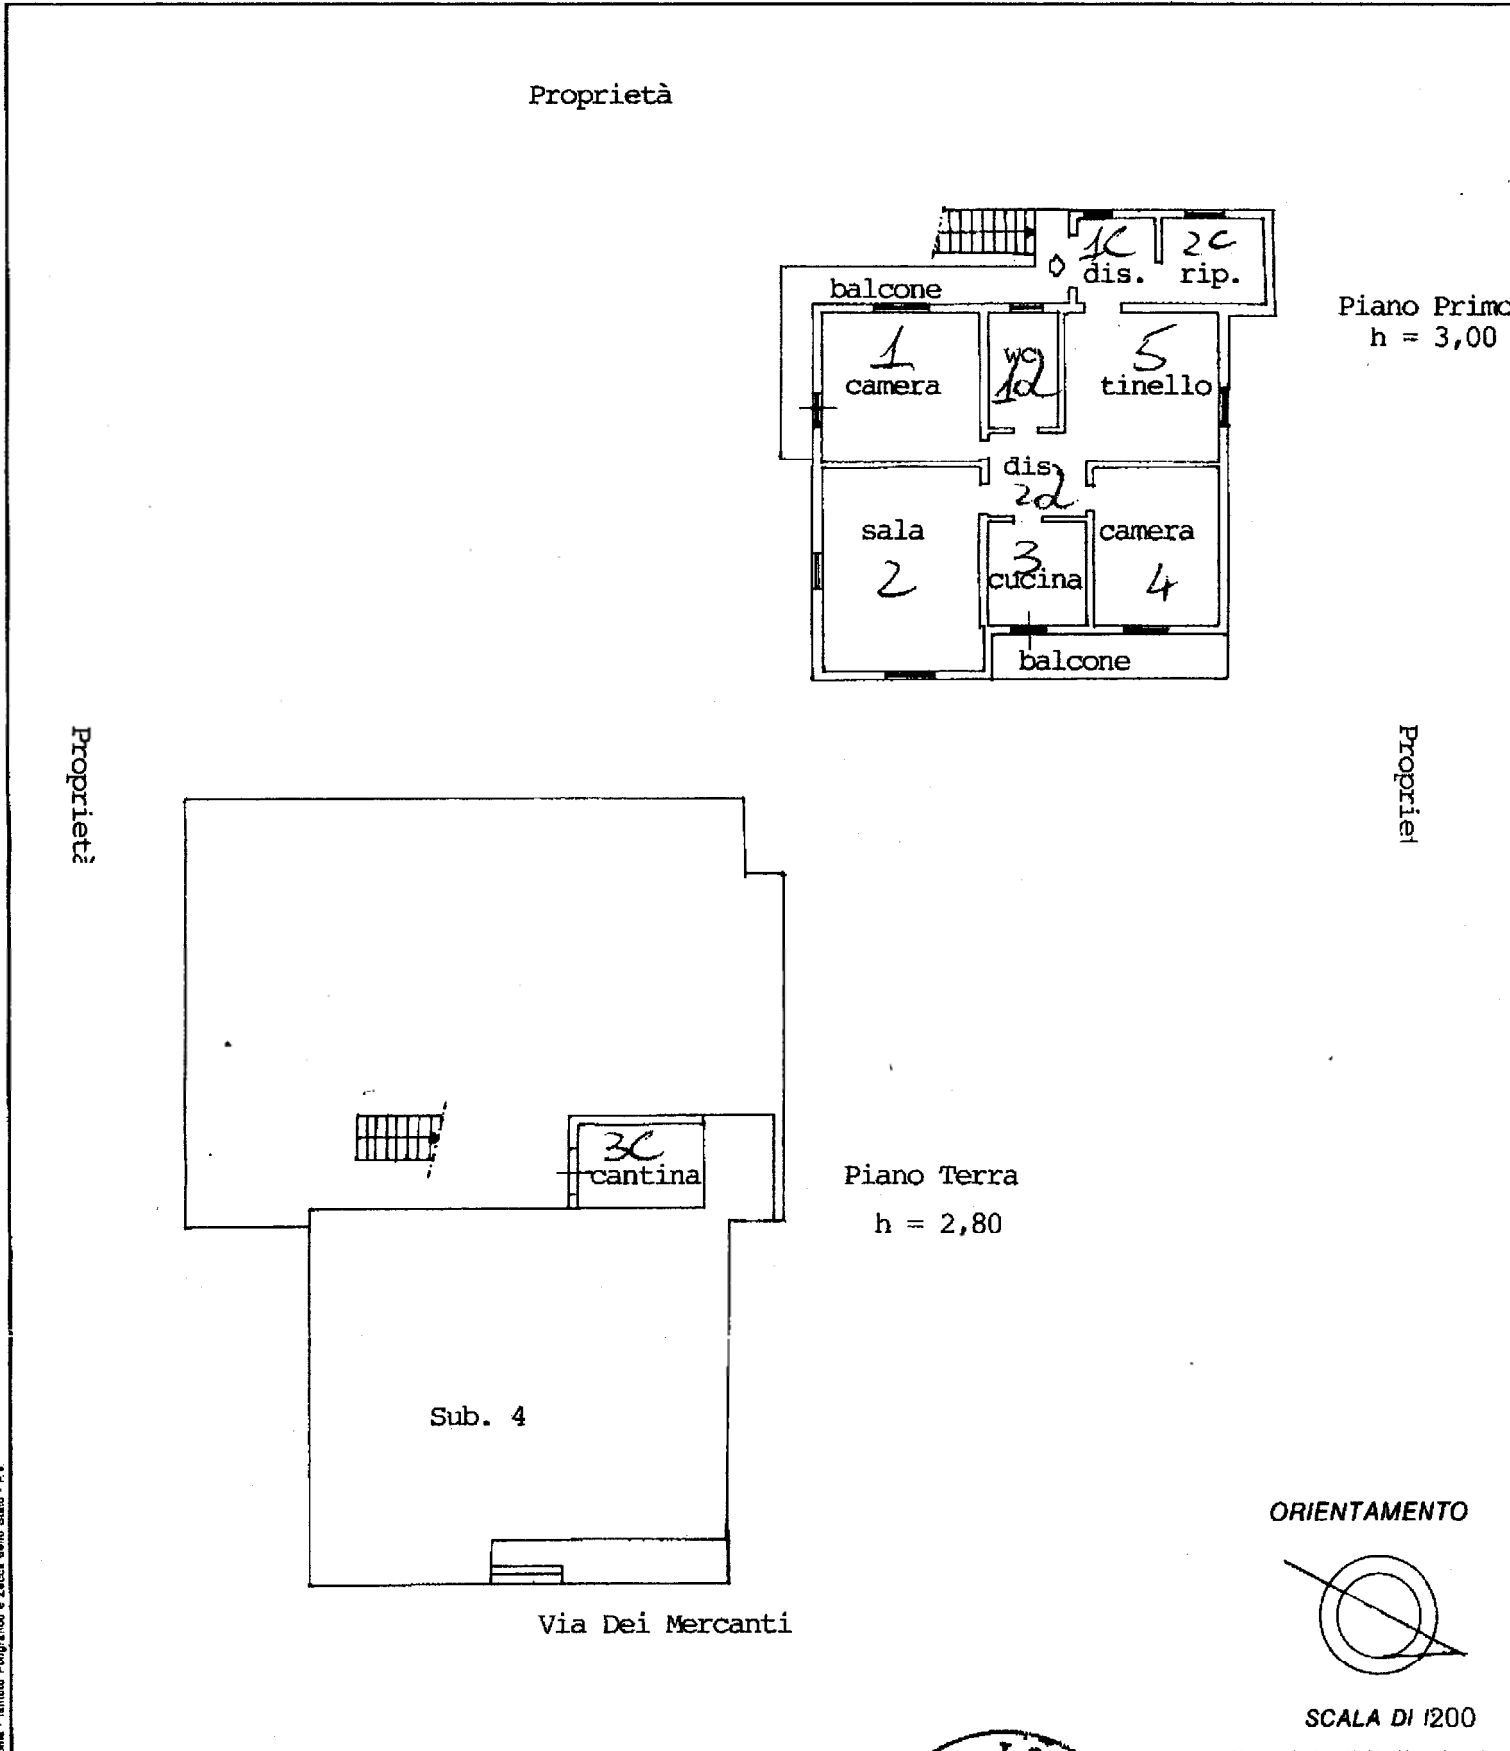 Proprietà
1C
2C
dis.
rip.
balcone
Piano Primo
h = 3,00
1
wc
1d
5
camera
tinello
dis.
2d
sala
camera
2
3
cucina
4
balcone
Proprietà
Propriet
3C
cantina
Piano Terra
h = 2,80
Sub. 4
Via Dei Mercanti
ORIENTAMENTO
SCALA DI 1200